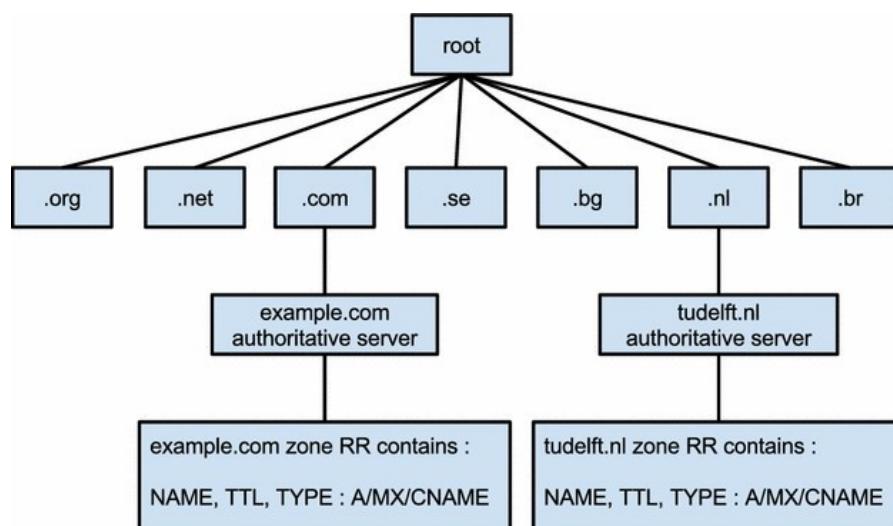 root
.org
.net
.com
.se
.bg
.nl
.br
example.com
authoritative server
tudelft.nl
authoritative server
example.com zone RR contains :
NAME, TTL, TYPE : A/MX/CNAME
tudelft.nl zone RR contains :
NAME, TTL, TYPE : A/MX/CNAME